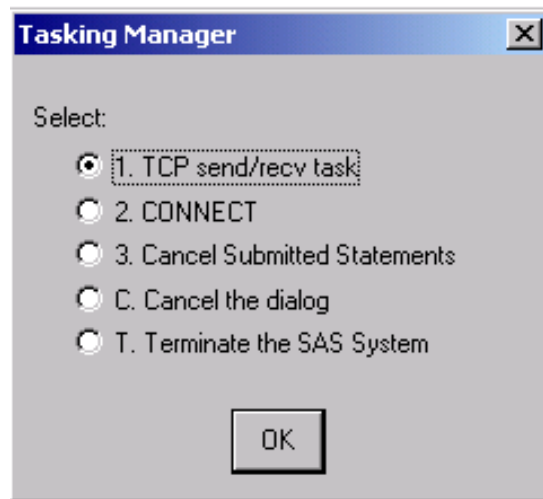 Tasking Manager
Select:
1. TCP send/recv task
2. CONNECT
3. Cancel Submitted Statements
C. Cancel the dialog
T. Terminate the SAS System
OK